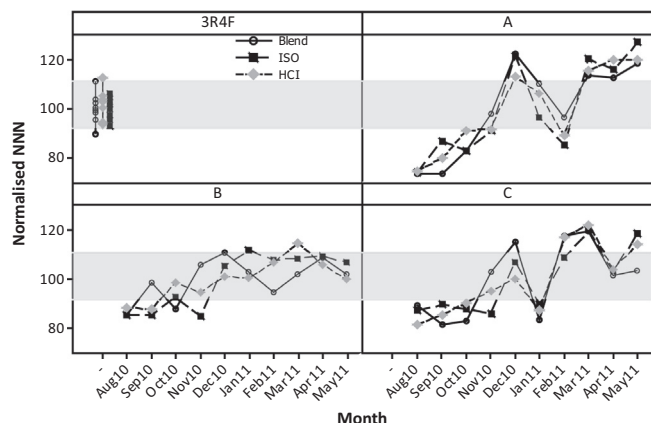 3R4F
A
Blend
ISO
HCI
120
100
80
Normalised NNN
B
C
120
100
80
- Aug10 Sep10 Oct10 Nov10 Dec10 Jan11 Feb11 Mar11 Apr11 May11
- Aug10 Sep10 Oct10 Nov10 Dec10 Jan11 Feb11 Mar11 Apr11 May11
Month